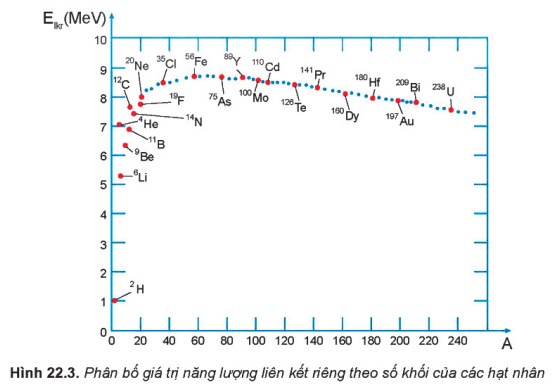 E_lkr (MeV)
10
9
8
7
6
5
4
3
2
1
0
²⁰Ne
³⁵Cl
⁵⁶Fe
⁸⁹Y
¹¹⁰Cd
¹⁴¹Pr
¹⁸⁰Hf
²⁰⁹Bi
²³⁸U
¹²C
¹⁹F
⁷⁵As
¹⁰⁰Mo
¹²⁶Te
¹⁶⁰Dy
¹⁹⁷Au
¹⁴N
⁴He
¹¹B
⁹Be
⁶Li
²H
0 20 40 60 80 100 120 140 160 180 200 220 240 A
Hình 22.3. Phân bố giá trị năng lượng liên kết riêng theo số khối của các hạt nhân